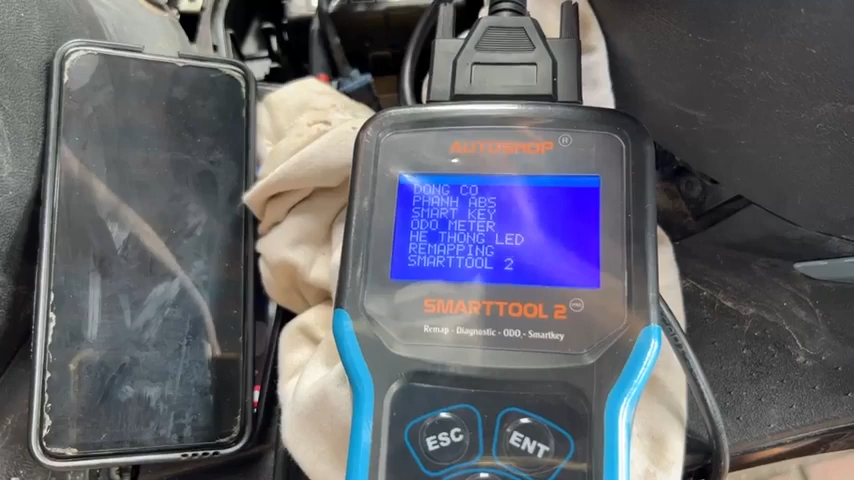 AUTOSHOP ®
DONG CO
PHANH ABS
SMART KEY
ODO METER
HE THONG LED
REMAPPING
SMARTTOOL 2
SMARTTOOL 2
Remap - Diagnostic - ODO - Smartkey
ESC
ENT